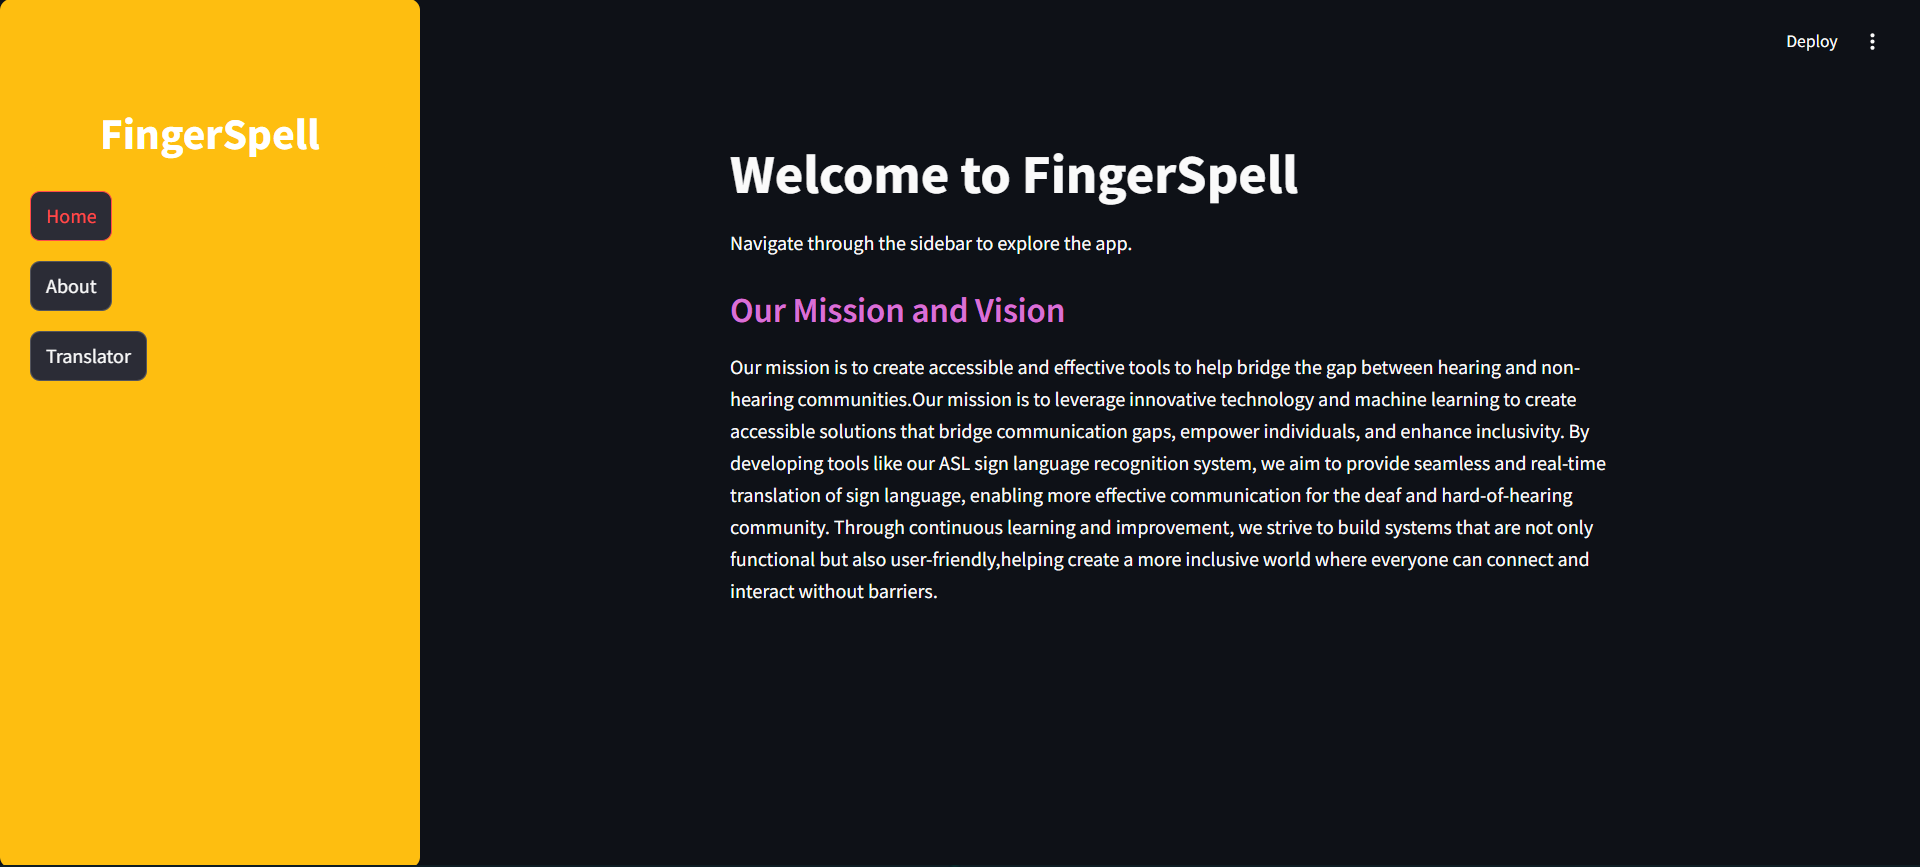 Deploy
FingerSpell
Home
About
Translator
Welcome to FingerSpell
Navigate through the sidebar to explore the app.
Our Mission and Vision
Our mission is to create accessible and effective tools to help bridge the gap between hearing and non-
hearing communities.Our mission is to leverage innovative technology and machine learning to create
accessible solutions that bridge communication gaps, empower individuals, and enhance inclusivity. By
developing tools like our ASL sign language recognition system, we aim to provide seamless and real-time
translation of sign language, enabling more effective communication for the deaf and hard-of-hearing
community. Through continuous learning and improvement, we strive to build systems that are not only
functional but also user-friendly,helping create a more inclusive world where everyone can connect and
interact without barriers.